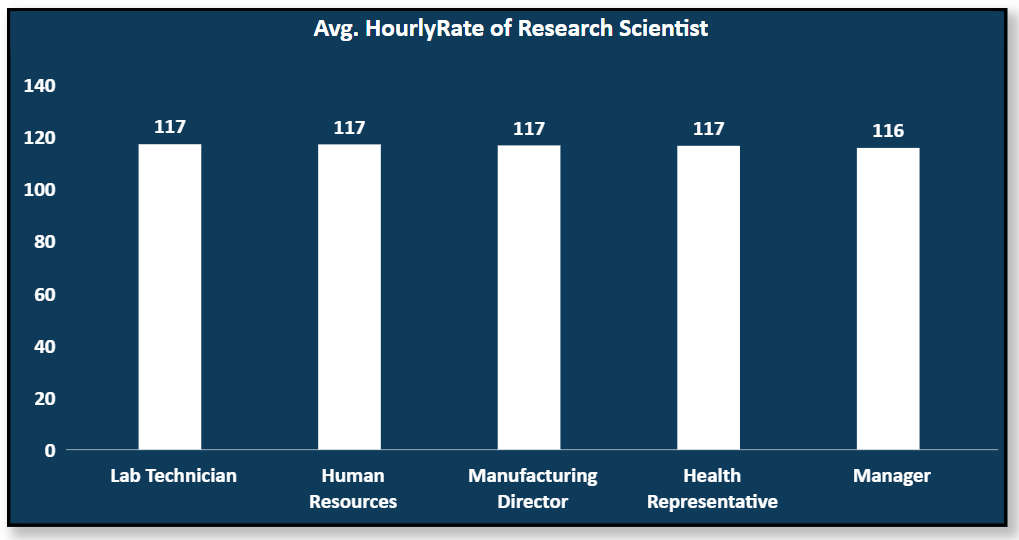 Avg. HourlyRate of Research Scientist
140
120
100
80
60
40
20
0
117
117
117
117
116
Lab Technician
Human
Resources
Manufacturing
Director
Health
Representative
Manager